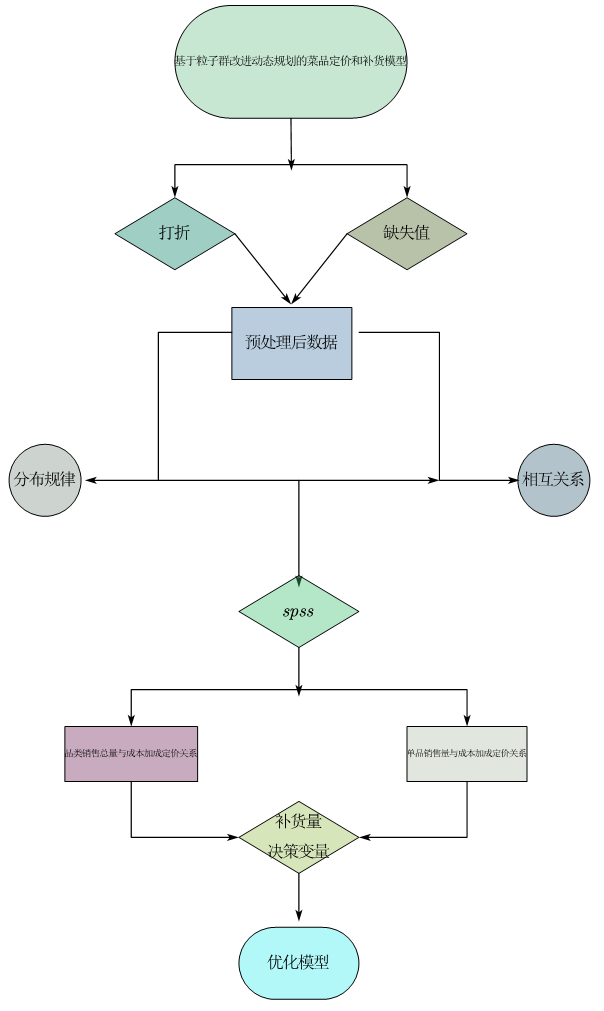 基于粒子群改进动态规划的菜品定价和补货模型
打折
缺失值
预处理后数据
分布规律
相互关系
spss
品类销售总量与成本加成定价关系
单品销售量与成本加成定价关系
补货量
决策变量
优化模型